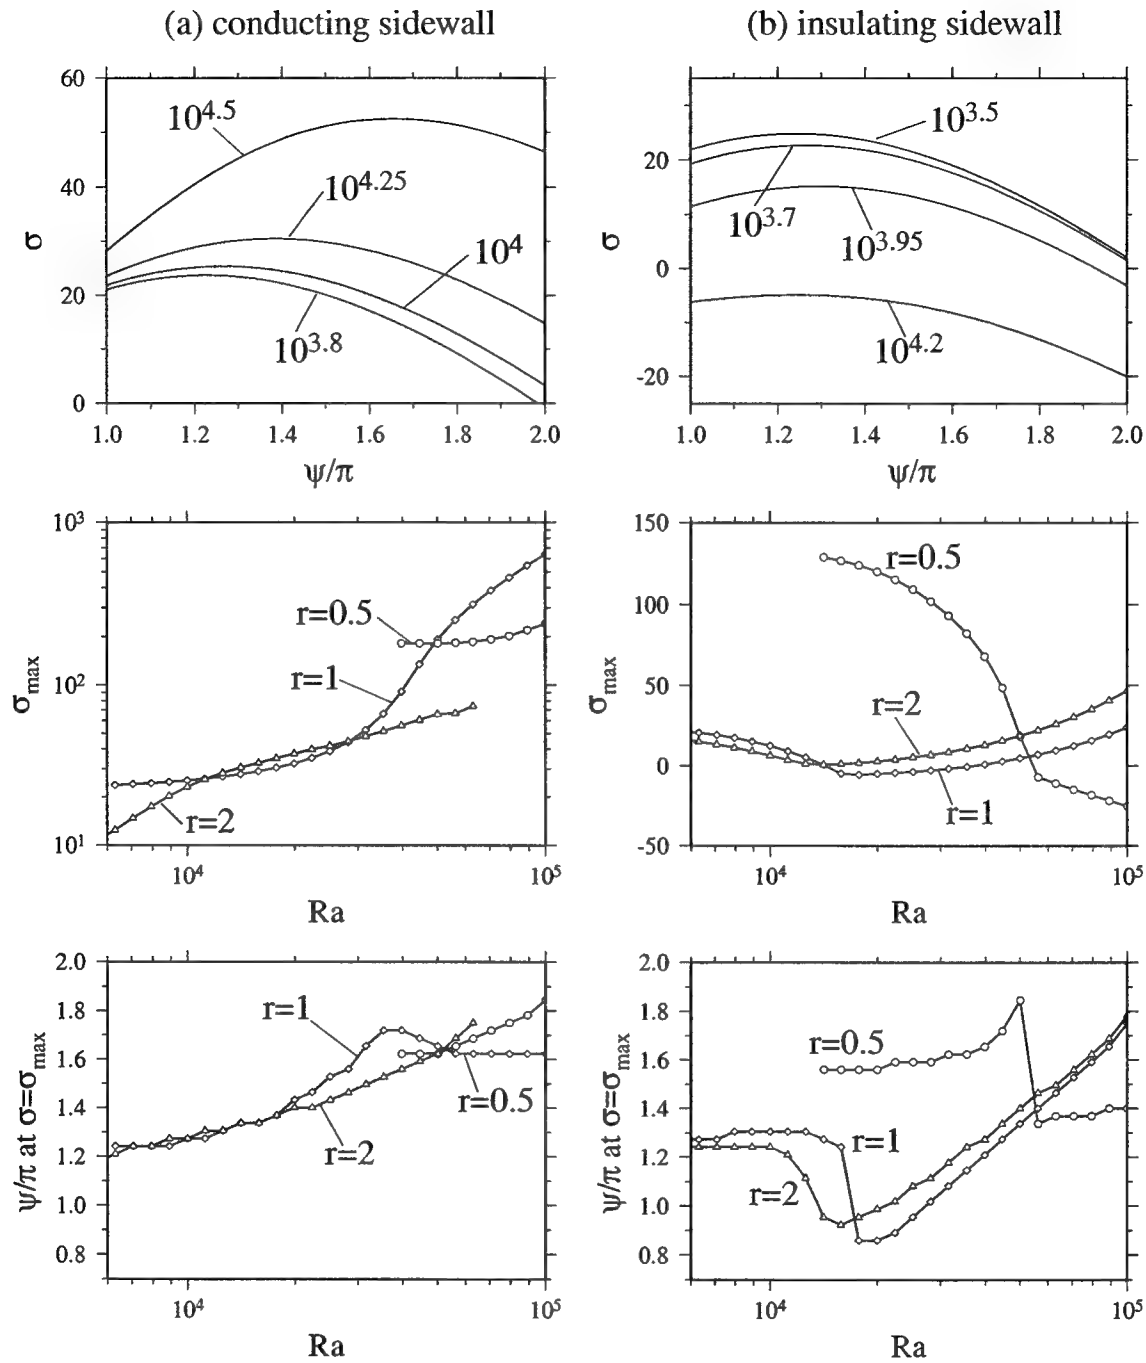 (a) conducting sidewall
(b) insulating sidewall
60
40
20
0
σ
10^4.5
10^4.25
10^4
10^3.8
1.0 1.2 1.4 1.6 1.8 2.0
ψ/π
20
0
-20
σ
10^3.5
10^3.7
10^3.95
10^4.2
1.0 1.2 1.4 1.6 1.8 2.0
ψ/π
10^3
10^2
10^1
σmax
r=0.5
r=1
r=2
10^4 10^5
Ra
150
100
50
0
-50
σmax
r=0.5
r=2
r=1
10^4 10^5
Ra
2.0
1.8
1.6
1.4
1.2
1.0
0.8
ψ/π at σ=σmax
r=1
r=0.5
r=2
10^4 10^5
Ra
2.0
1.8
1.6
1.4
1.2
1.0
0.8
ψ/π at σ=σmax
r=0.5
r=1
r=2
10^4 10^5
Ra